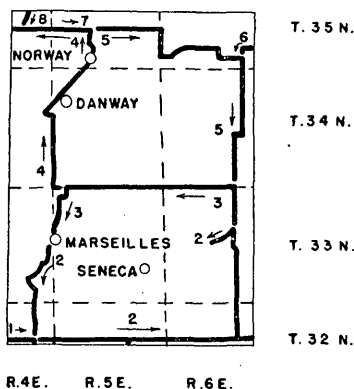 8 7 T. 35 N.
4 5 6
NORWAY 4
DANWAY
T. 34 N.
5
4
3 3
2
MARSEILLES T. 33 N.
2 SENECA
1 2 T. 32 N.
R.4E. R.5E. R.6E.